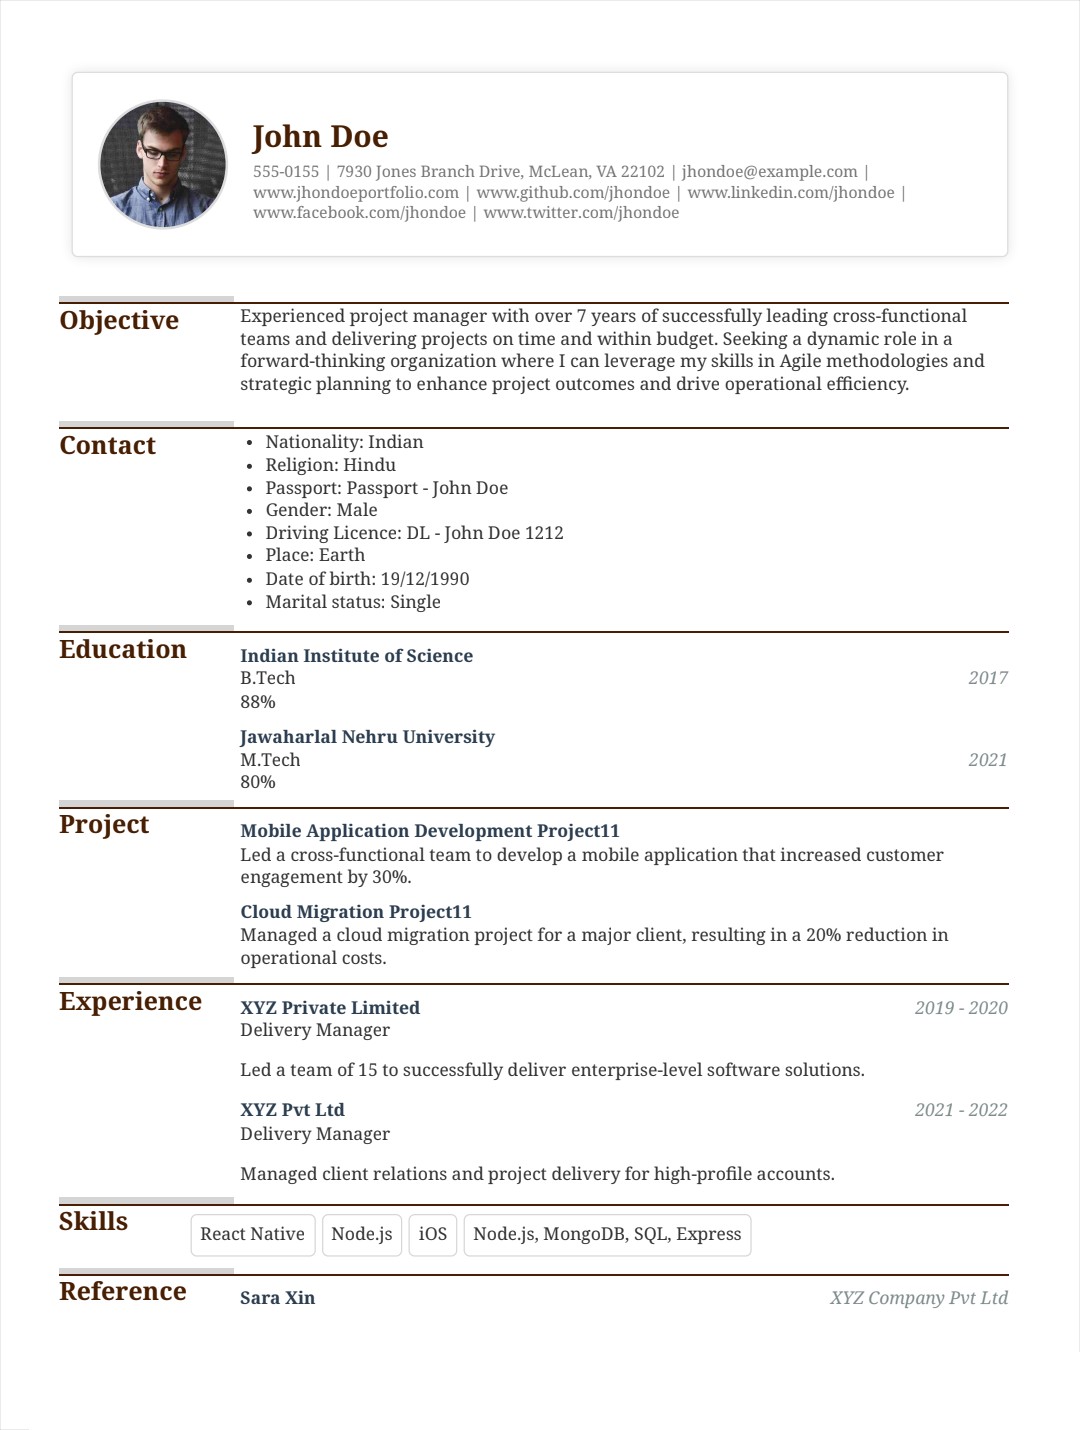 John Doe
555-0155 | 7930 Jones Branch Drive, McLean, VA 22102 | jhondoe@example.com |
www.jhondoeportfolio.com | www.github.com/jhondoe | www.linkedin.com/jhondoe |
www.facebook.com/jhondoe | www.twitter.com/jhondoe
Objective
Experienced project manager with over 7 years of successfully leading cross-functional
teams and delivering projects on time and within budget. Seeking a dynamic role in a
forward-thinking organization where I can leverage my skills in Agile methodologies and
strategic planning to enhance project outcomes and drive operational efficiency.
Contact
• Nationality: Indian
• Religion: Hindu
• Passport: Passport - John Doe
• Gender: Male
• Driving Licence: DL - John Doe 1212
• Place: Earth
• Date of birth: 19/12/1990
• Marital status: Single
Education
Indian Institute of Science
B.Tech 2017
88%
Jawaharlal Nehru University
M.Tech 2021
80%
Project
Mobile Application Development Project11
Led a cross-functional team to develop a mobile application that increased customer
engagement by 30%.
Cloud Migration Project11
Managed a cloud migration project for a major client, resulting in a 20% reduction in
operational costs.
Experience
XYZ Private Limited 2019 - 2020
Delivery Manager
Led a team of 15 to successfully deliver enterprise-level software solutions.
XYZ Pvt Ltd 2021 - 2022
Delivery Manager
Managed client relations and project delivery for high-profile accounts.
Skills
React Native Node.js iOS Node.js, MongoDB, SQL, Express
Reference
Sara Xin XYZ Company Pvt Ltd